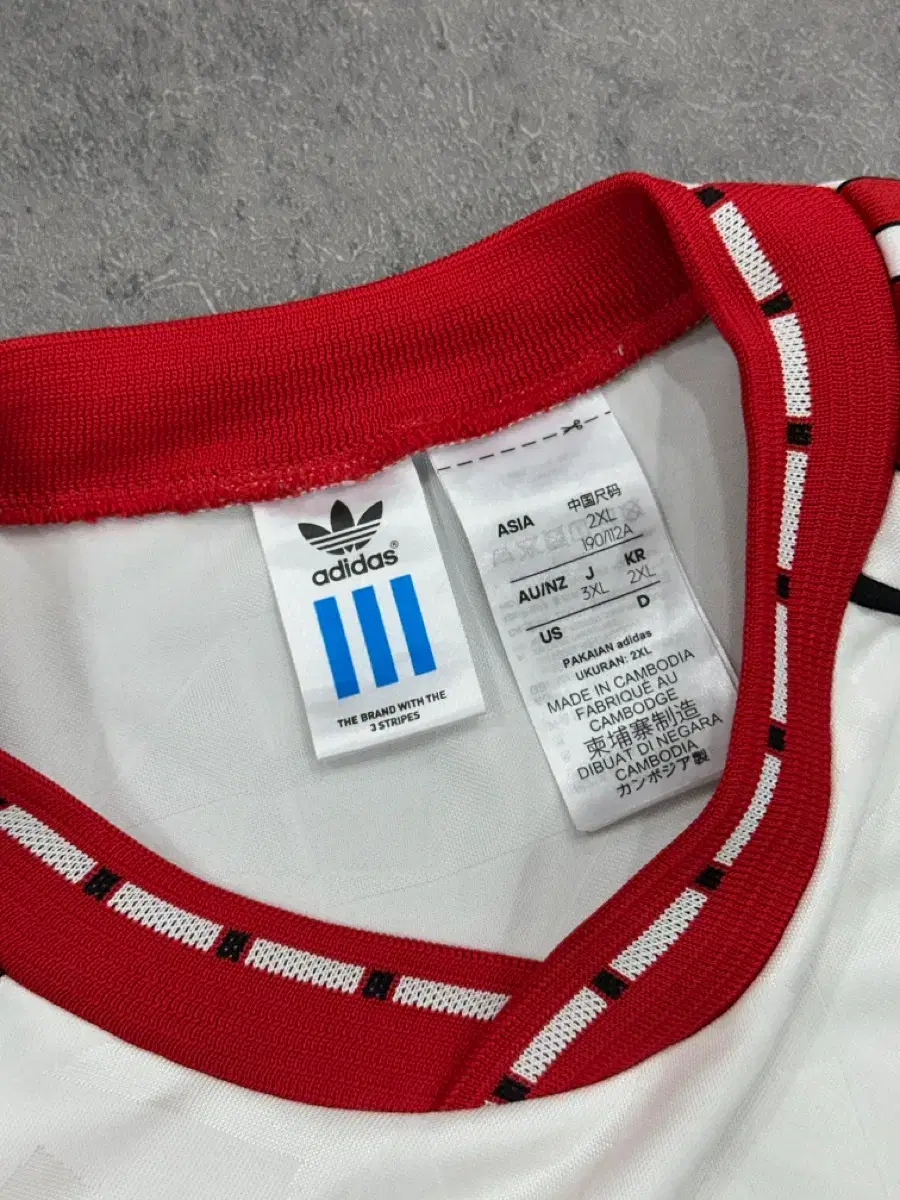 adidas®
THE BRAND WITH THE
3 STRIPES
ASIA 中国尺码
2XL
190/112A
AU/NZ J KR
3XL 2XL
US D
PAKAIAN adidas
UKURAN: 2XL
MADE IN CAMBODIA
FABRIQUÉ AU
CAMBODGE
柬埔寨制造
DIBUAT DI NEGARA
CAMBODIA
カンボジア製